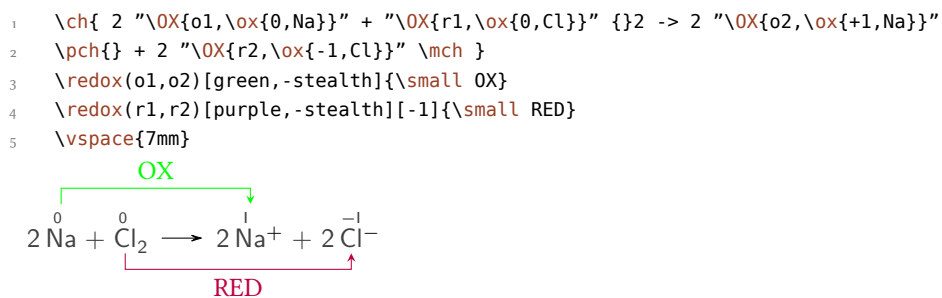 1 \ch{ 2 "\OX{o1,\ox{0,Na}}" + "\OX{r1,\ox{0,Cl}}" {}2 -> 2 "\OX{o2,\ox{+1,Na}}"
2 \pch{} + 2 "\OX{r2,\ox{-1,Cl}}" \mch }
3 \redox(o1,o2)[green,-stealth]{\small OX}
4 \redox(r1,r2)[purple,-stealth][-1]{\small RED}
5 \vspace{7mm}
OX
0 0 I −I
2 Na + Cl₂ ⟶ 2 Na⁺ + 2 Cl⁻
RED